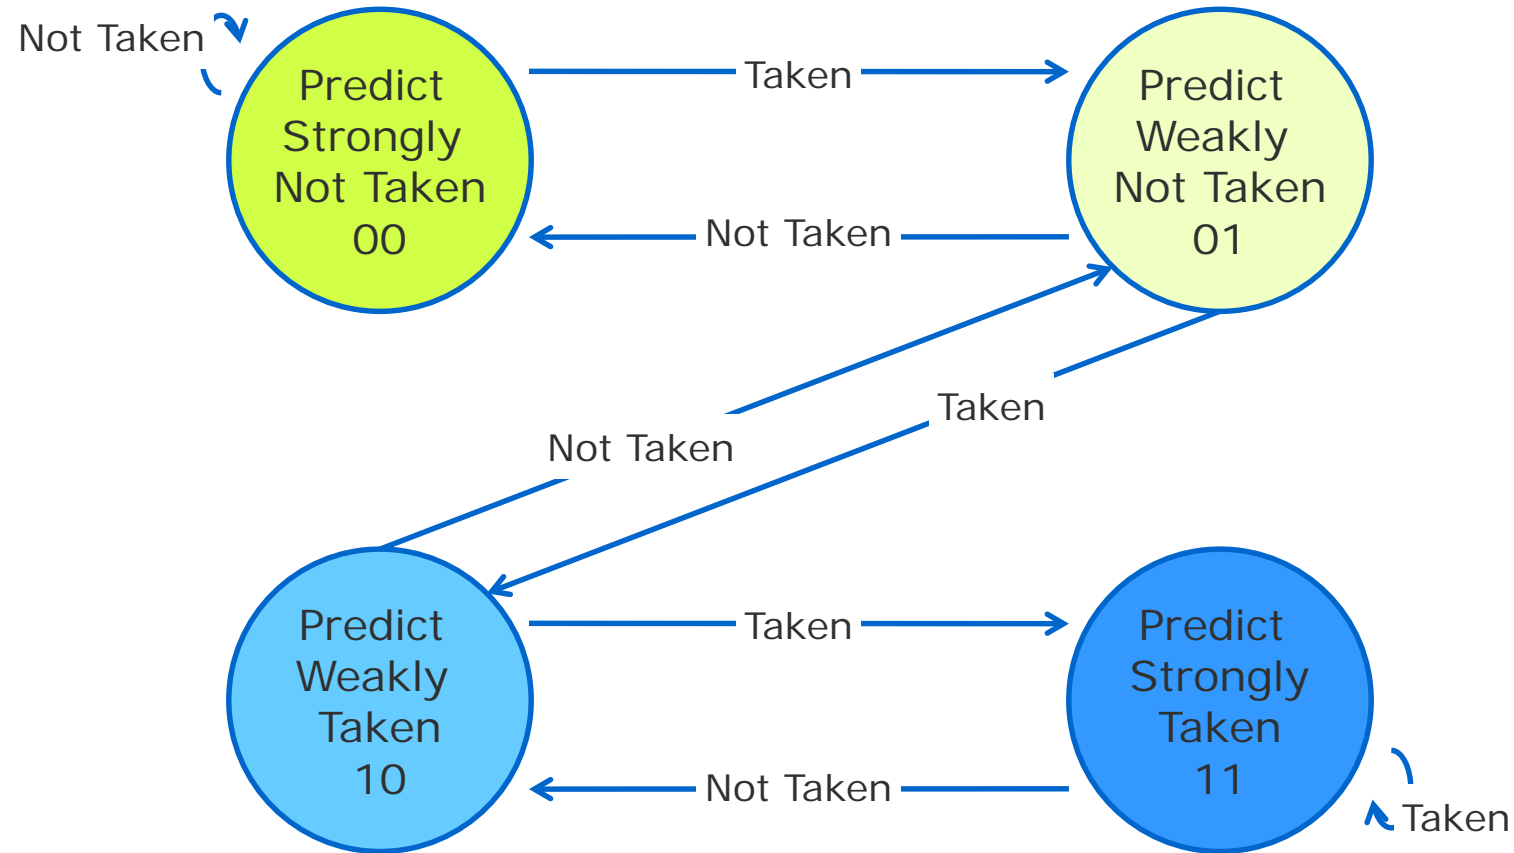 Not Taken
Predict
Strongly
Not Taken
00
Taken
Predict
Weakly
Not Taken
01
Not Taken
Taken
Not Taken
Predict
Weakly
Taken
10
Taken
Predict
Strongly
Taken
11
Not Taken
Taken